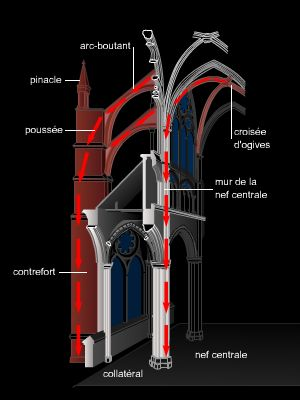 arc-boutant
pinacle
poussée
croisée
d'ogives
mur de la
nef centrale
contrefort
nef centrale
collatéral